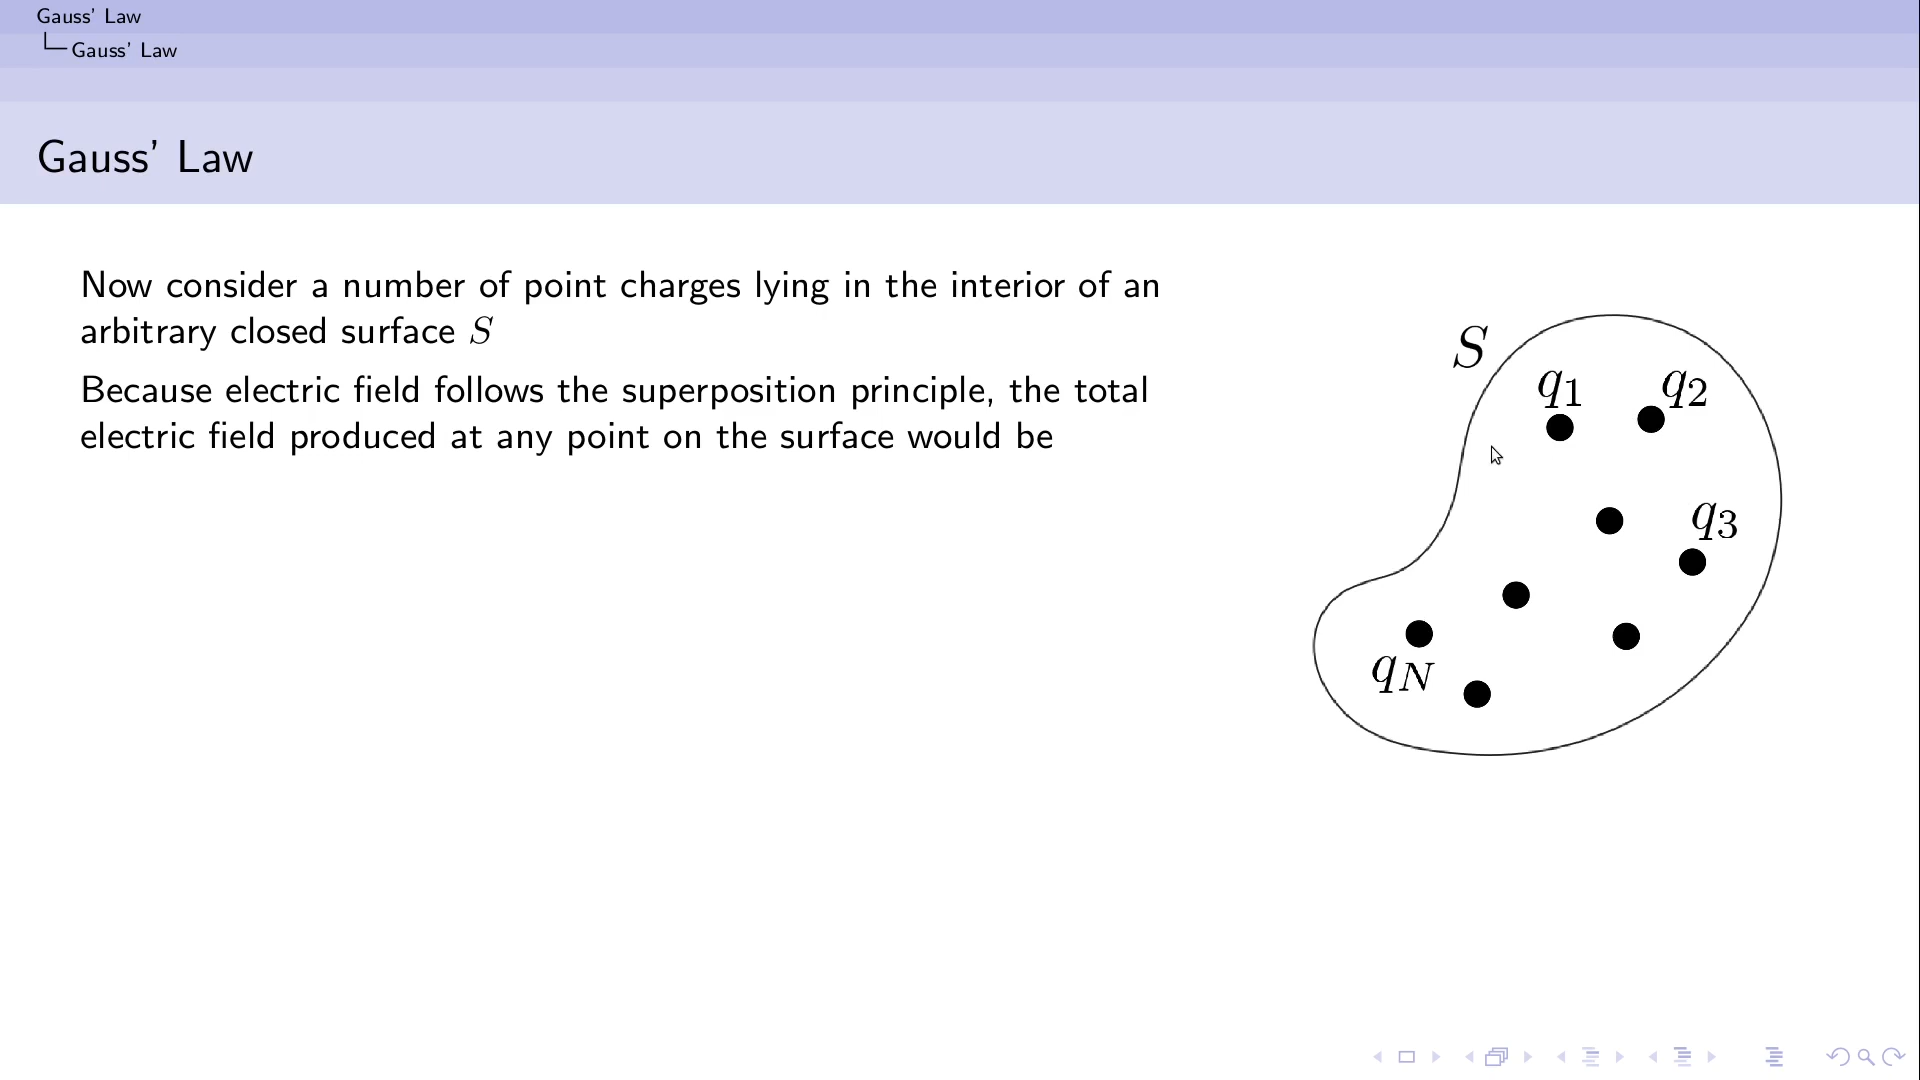 Gauss' Law
Gauss' Law
Gauss' Law
Now consider a number of point charges lying in the interior of an
arbitrary closed surface S
Because electric field follows the superposition principle, the total
electric field produced at any point on the surface would be
S
q₁
q₂
q₃
q_N